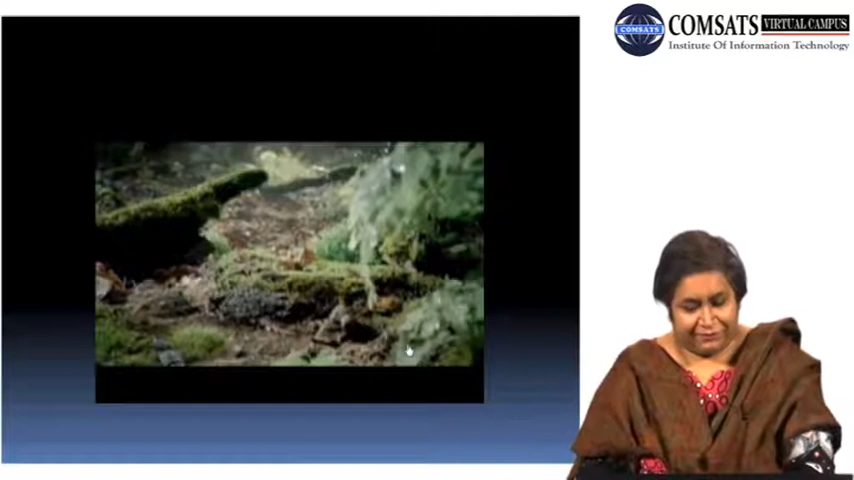 COMSATS VIRTUAL CAMPUS
COMSATS
Institute Of Information Technology